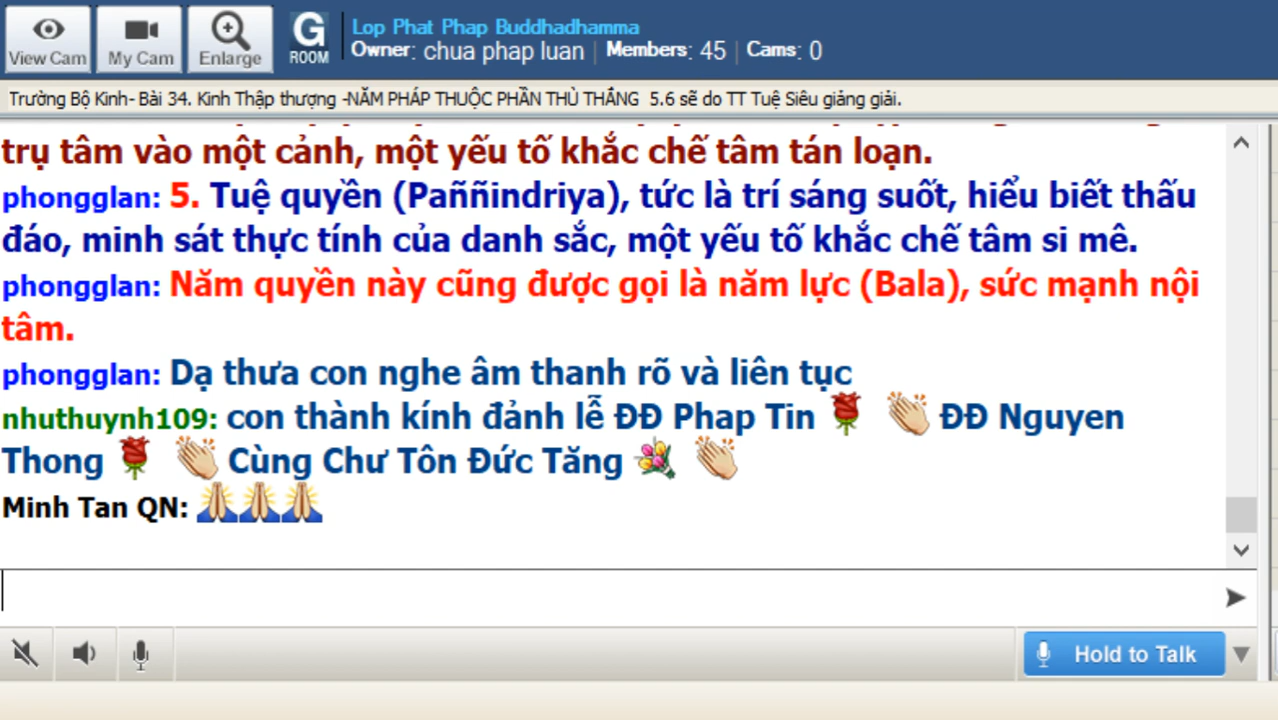 View Cam
My Cam
Enlarge
G
ROOM
Lop Phat Phap Buddhadhamma
Owner: chua phap luan | Members: 45 | Cams: 0
Trường Bộ Kinh- Bài 34. Kinh Thập thượng -NĂM PHÁP THUỘC PHẦN THÙ THẮNG 5.6 sẽ do TT Tuệ Siêu giảng giải.
trụ tâm vào một cảnh, một yếu tố khắc chế tâm tán loạn.
phongglan: 5. Tuệ quyền (Paññindriya), tức là trí sáng suốt, hiểu biết thấu
đáo, minh sát thực tính của danh sắc, một yếu tố khắc chế tâm si mê.
phongglan: Năm quyền này cũng được gọi là năm lực (Bala), sức mạnh nội
tâm.
phongglan: Dạ thưa con nghe âm thanh rõ và liên tục
nhuthuynh109: con thành kính đảnh lễ ĐĐ Phap Tin 🌹 👏 ĐĐ Nguyen
Thong 🌹 👏 Cùng Chư Tôn Đức Tăng 💐 👏
Minh Tan QN: 🙏🙏🙏
Hold to Talk